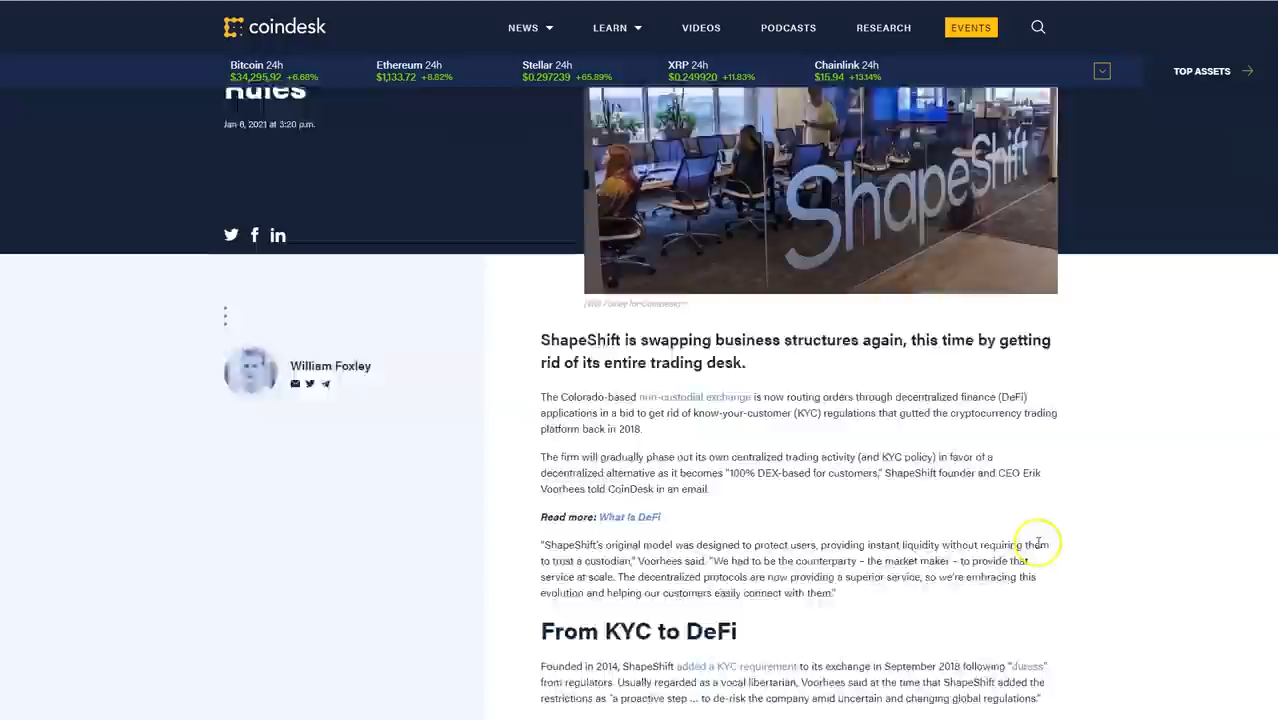 coindesk
NEWS LEARN VIDEOS PODCASTS RESEARCH EVENTS
Bitcoin 24h Ethereum 24h Stellar 24h XRP 24h Chainlink 24h
$34,295.92 +6.68% $1,133.72 +8.82% $0.297239 +65.89% $0.249920 +11.83% $15.94 +13.14%
TOP ASSETS
Rules
Jan 6, 2021 at 3:20 p.m.
ShapeShift
(Will Foxley for CoinDesk)
William Foxley
ShapeShift is swapping business structures again, this time by getting
rid of its entire trading desk.
The Colorado-based non-custodial exchange is now routing orders through decentralized finance (DeFi)
applications in a bid to get rid of know-your-customer (KYC) regulations that gutted the cryptocurrency trading
platform back in 2018.
The firm will gradually phase out its own centralized trading activity (and KYC policy) in favor of a
decentralized alternative as it becomes "100% DEX-based for customers," ShapeShift founder and CEO Erik
Voorhees told CoinDesk in an email.
Read more: What Is DeFi
"ShapeShift's original model was designed to protect users, providing instant liquidity without requiring them
to trust a custodian," Voorhees said. "We had to be the counterparty – the market maker – to provide that
service at scale. The decentralized protocols are now providing a superior service, so we're embracing this
evolution and helping our customers easily connect with them."
From KYC to DeFi
Founded in 2014, ShapeShift added a KYC requirement to its exchange in September 2018 following "duress"
from regulators. Usually regarded as a vocal libertarian, Voorhees said at the time that ShapeShift added the
restrictions as "a proactive step ... to de-risk the company amid uncertain and changing global regulations."